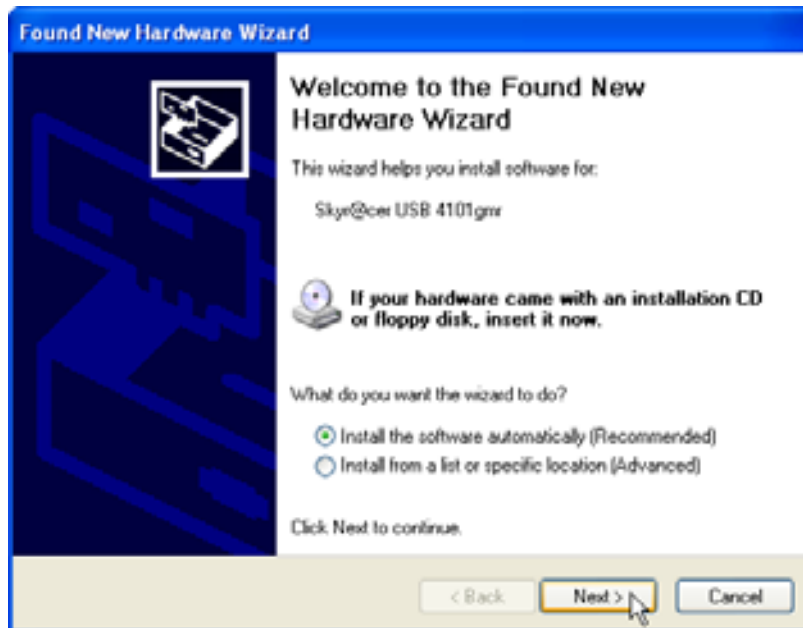 Found New Hardware Wizard
Welcome to the Found New
Hardware Wizard
This wizard helps you install software for:
Skyr@cer USB 4101gmr
If your hardware came with an installation CD
or floppy disk, insert it now.
What do you want the wizard to do?
Install the software automatically (Recommended)
Install from a list or specific location (Advanced)
Click Next to continue.
< Back Next > Cancel